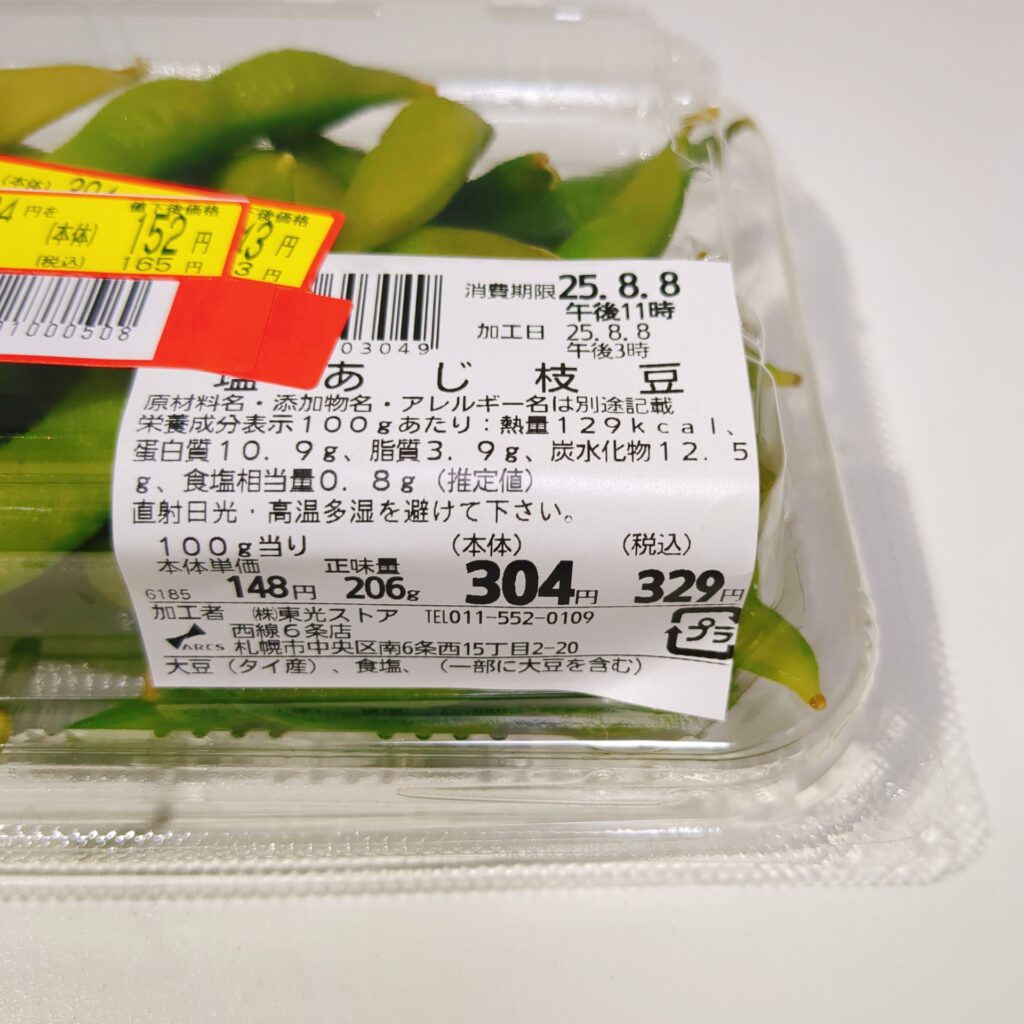 (本体) 304
4円を 値下後価格
(本体) 152円
(税込) 165円
下後価格
3円
3円
1000508
03049
消費期限 25.8.8
午後11時
加工日 25.8.8
午後3時
塩あじ枝豆
原材料名・添加物名・アレルギー名は別途記載
栄養成分表示100gあたり:熱量129kcal、
蛋白質10.9g、脂質3.9g、炭水化物12.5
g、食塩相当量0.8g(推定値)
直射日光・高温多湿を避けて下さい。
100g当り (本体) (税込)
本体単価 正味量
6185 148円 206g 304円 329円
加工者 (株)東光ストア TEL011-552-0109
西線6条店
ARCS 札幌市中央区南6条西15丁目2-20
プラ
大豆(タイ産)、食塩、(一部に大豆を含む)